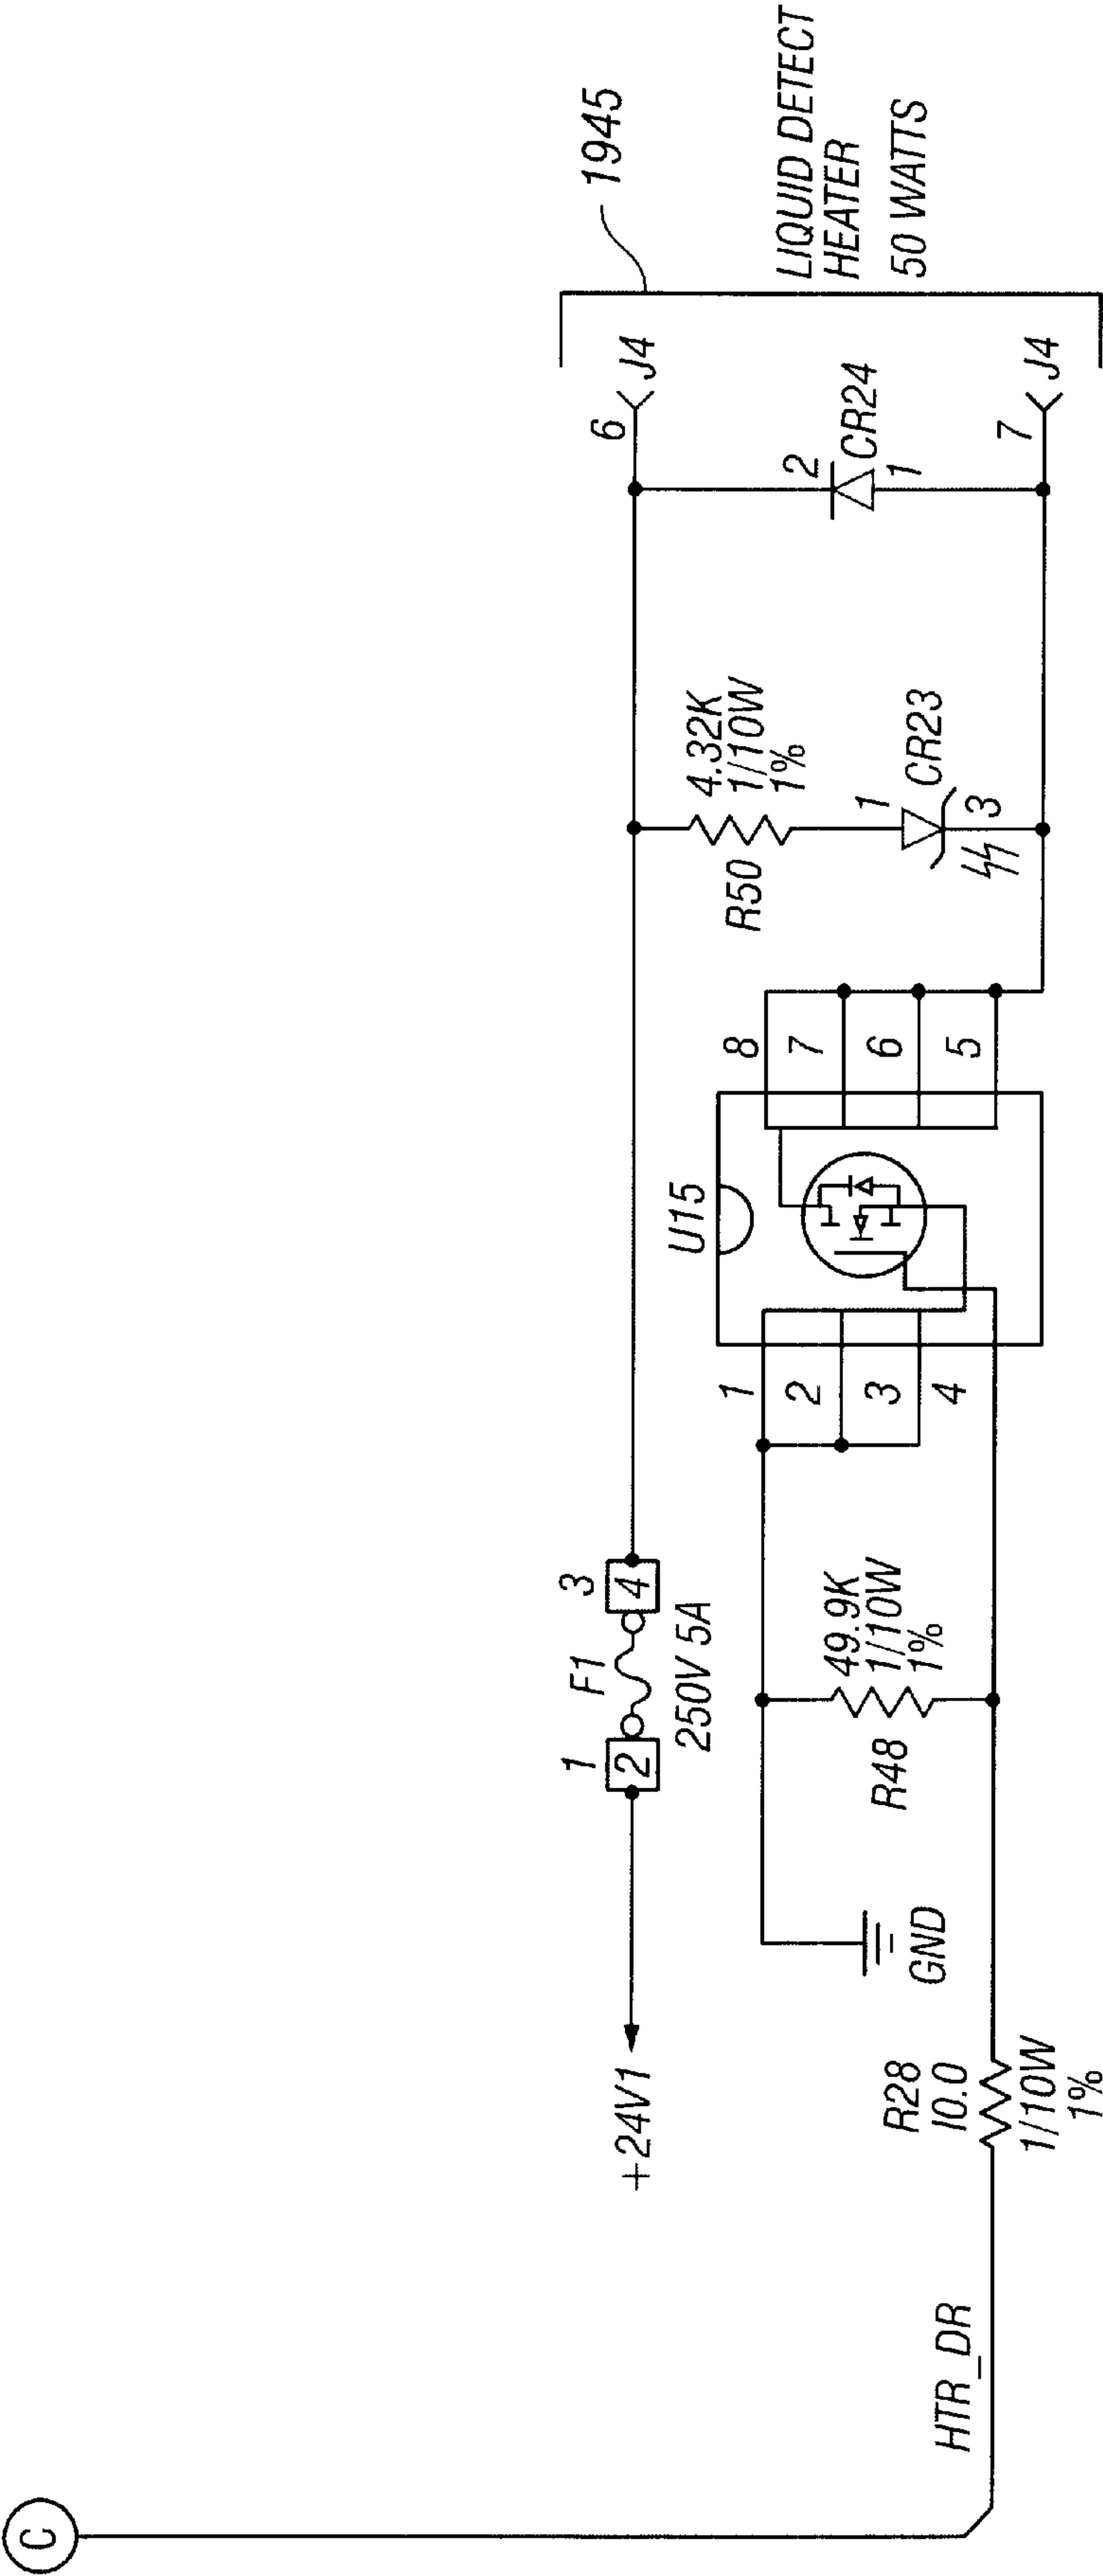 C
HTR_DR
R28
10.0
1/10W
1%
+24V1
GND
1
2
F1
3
4
250V 5A
R48
49.9K
1/10W
1%
U15
1
2
3
4
8
7
6
5
R50
4.32K
1/10W
1%
1
CR23
3
2
CR24
1
6
J4
7
J4
1945
LIQUID DETECT
HEATER
50 WATTS